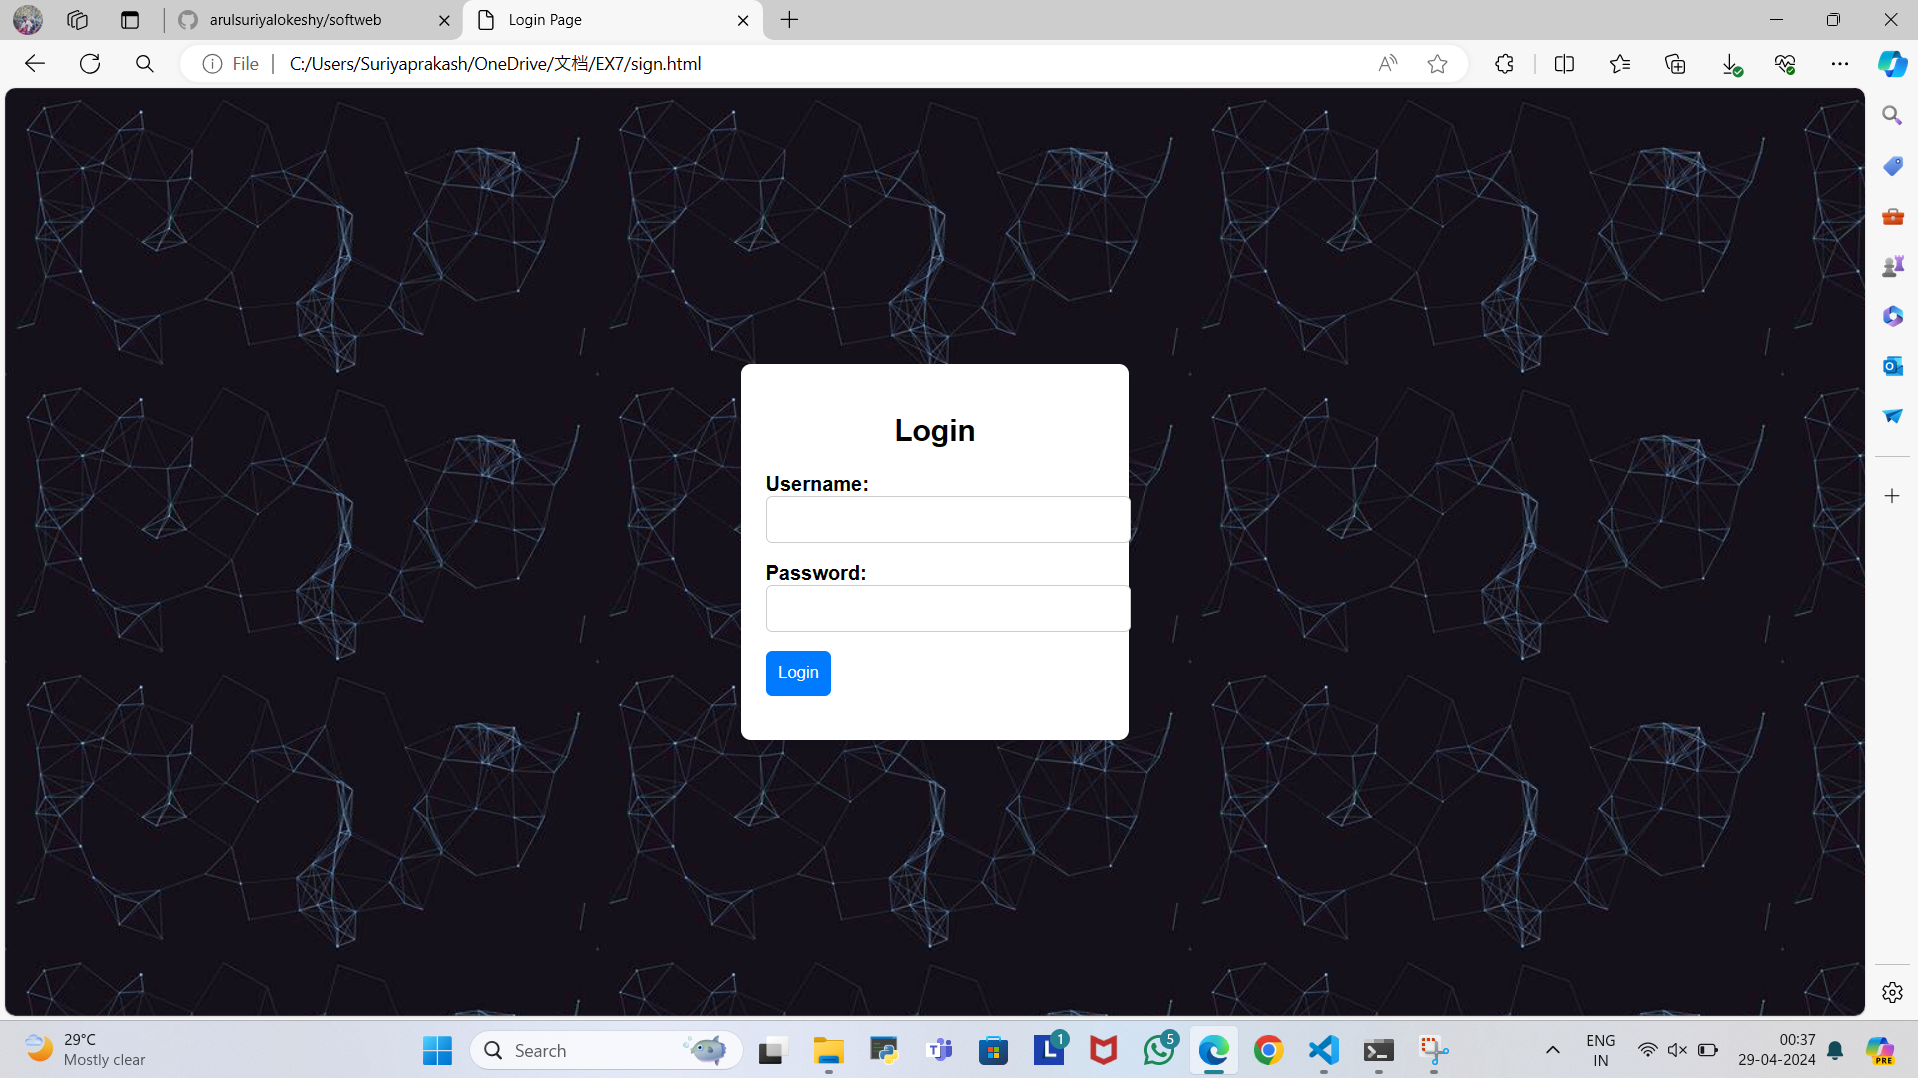 arulsuriyalokeshy/softweb
Login Page
File
C:/Users/Suriyaprakash/OneDrive/文档/EX7/sign.html
Login
Username:
Password:
Login
29°C
Mostly clear
Search
1
5
ENG
IN
00:37
29-04-2024
PRE